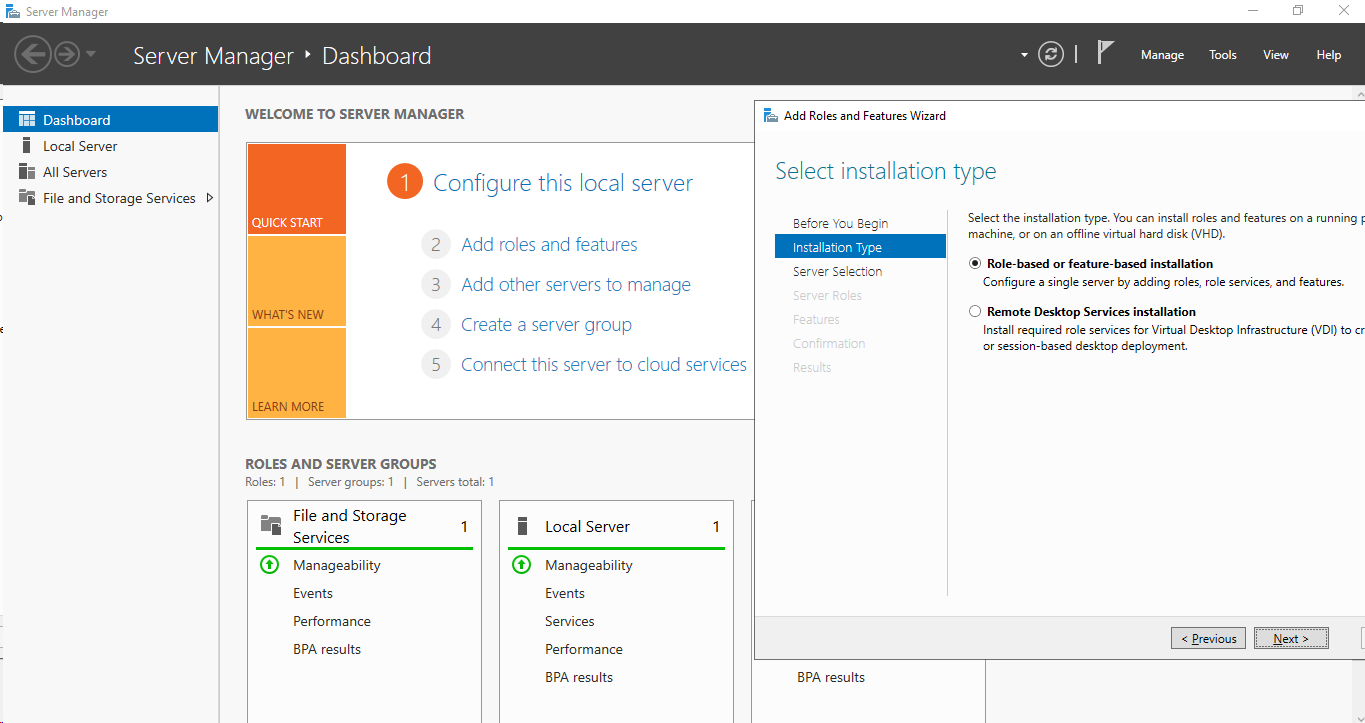 Server Manager
Server Manager ‣ Dashboard
Manage Tools View Help
Dashboard
Local Server
All Servers
File and Storage Services
WELCOME TO SERVER MANAGER
QUICK START
WHAT'S NEW
LEARN MORE
1 Configure this local server
2 Add roles and features
3 Add other servers to manage
4 Create a server group
5 Connect this server to cloud services
ROLES AND SERVER GROUPS
Roles: 1 | Server groups: 1 | Servers total: 1
File and Storage
Services
1
Manageability
Events
Performance
BPA results
Local Server 1
Manageability
Events
Services
Performance
BPA results
BPA results
Add Roles and Features Wizard
Select installation type
Before You Begin
Installation Type
Server Selection
Server Roles
Features
Confirmation
Results
Select the installation type. You can install roles and features on a running
machine, or on an offline virtual hard disk (VHD).
Role-based or feature-based installation
Configure a single server by adding roles, role services, and features.
Remote Desktop Services installation
Install required role services for Virtual Desktop Infrastructure (VDI) to
or session-based desktop deployment.
< Previous
Next >